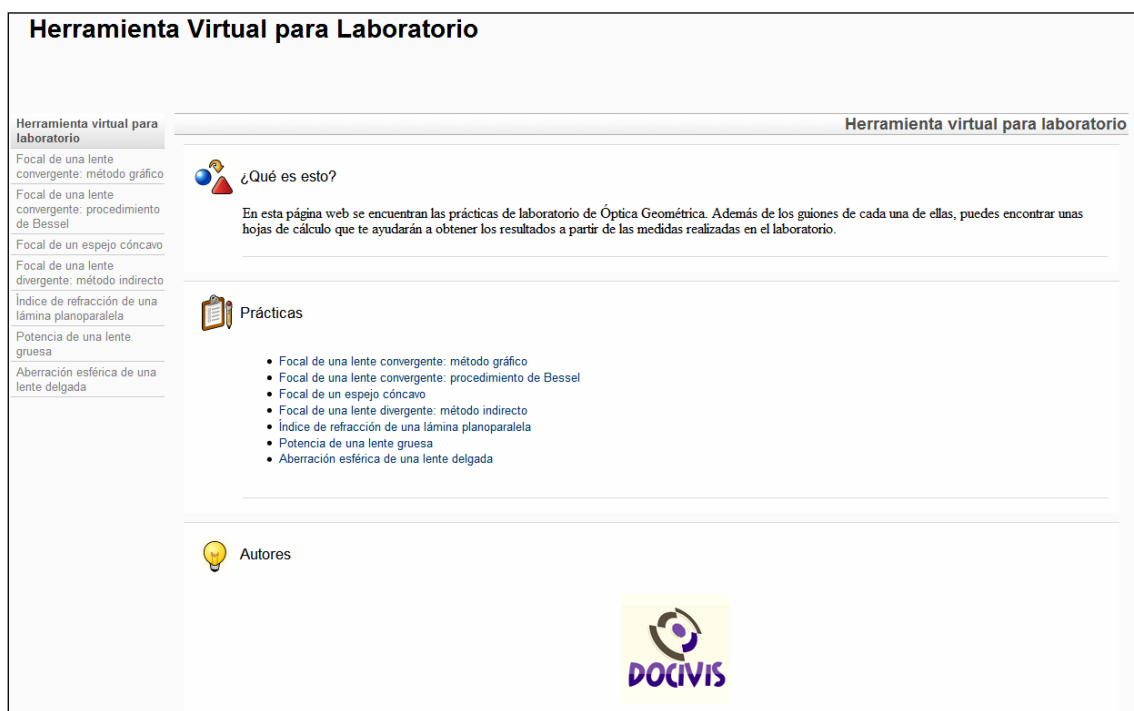 Herramienta Virtual para Laboratorio
Herramienta virtual para
laboratorio
Focal de una lente
convergente: método gráfico
Focal de una lente
convergente: procedimiento
de Bessel
Focal de un espejo cóncavo
Focal de una lente
divergente: método indirecto
Índice de refracción de una
lámina planoparalela
Potencia de una lente
gruesa
Aberración esférica de una
lente delgada
Herramienta virtual para laboratorio
¿Qué es esto?
En esta página web se encuentran las prácticas de laboratorio de Óptica Geométrica. Además de los guiones de cada una de ellas, puedes encontrar unas
hojas de cálculo que te ayudarán a obtener los resultados a partir de las medidas realizadas en el laboratorio.
Prácticas
• Focal de una lente convergente: método gráfico
• Focal de una lente convergente: procedimiento de Bessel
• Focal de un espejo cóncavo
• Focal de una lente divergente: método indirecto
• Índice de refracción de una lámina planoparalela
• Potencia de una lente gruesa
• Aberración esférica de una lente delgada
Autores
DOCIVIS